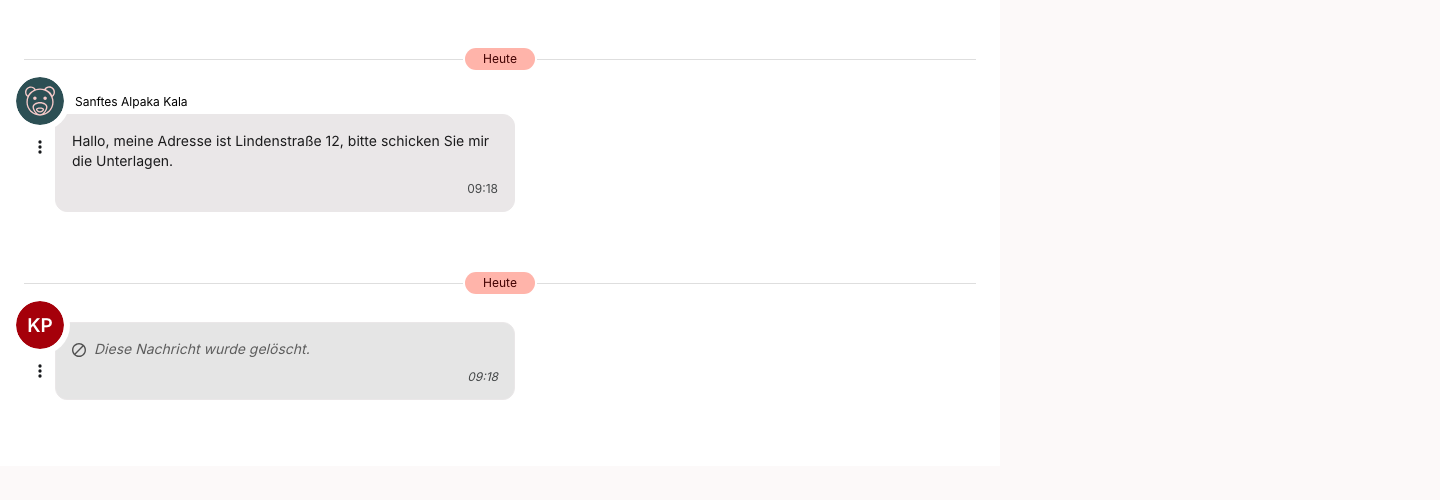 Heute
Sanftes Alpaka Kala
Hallo, meine Adresse ist Lindenstraße 12, bitte schicken Sie mir
die Unterlagen.
09:18
Heute
KP
Diese Nachricht wurde gelöscht.
09:18